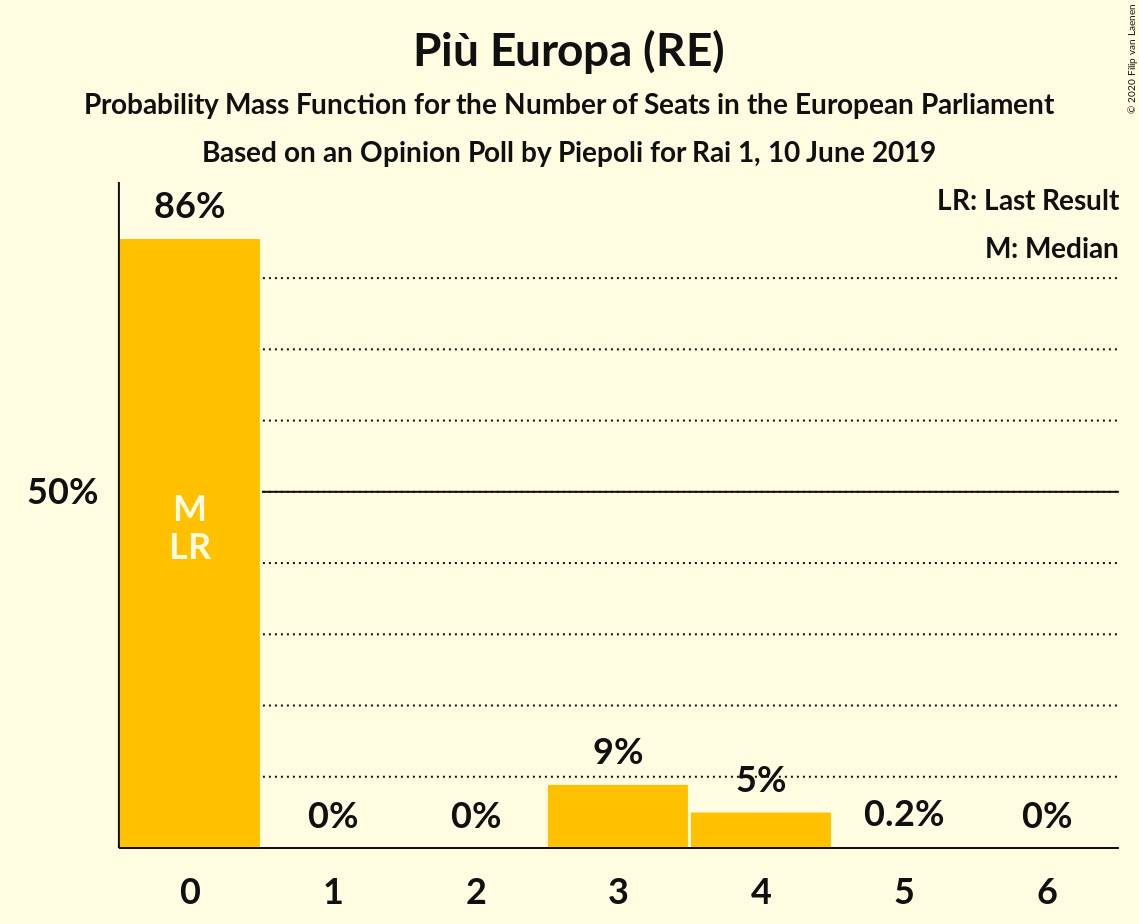 Più Europa (RE)
Probability Mass Function for the Number of Seats in the European Parliament
Based on an Opinion Poll by Piepoli for Rai 1, 10 June 2019
© 2020 Filip van Laenen
LR: Last Result
M: Median
86%
50%
M
LR
0%
0%
9%
5%
0.2%
0%
0
1
2
3
4
5
6